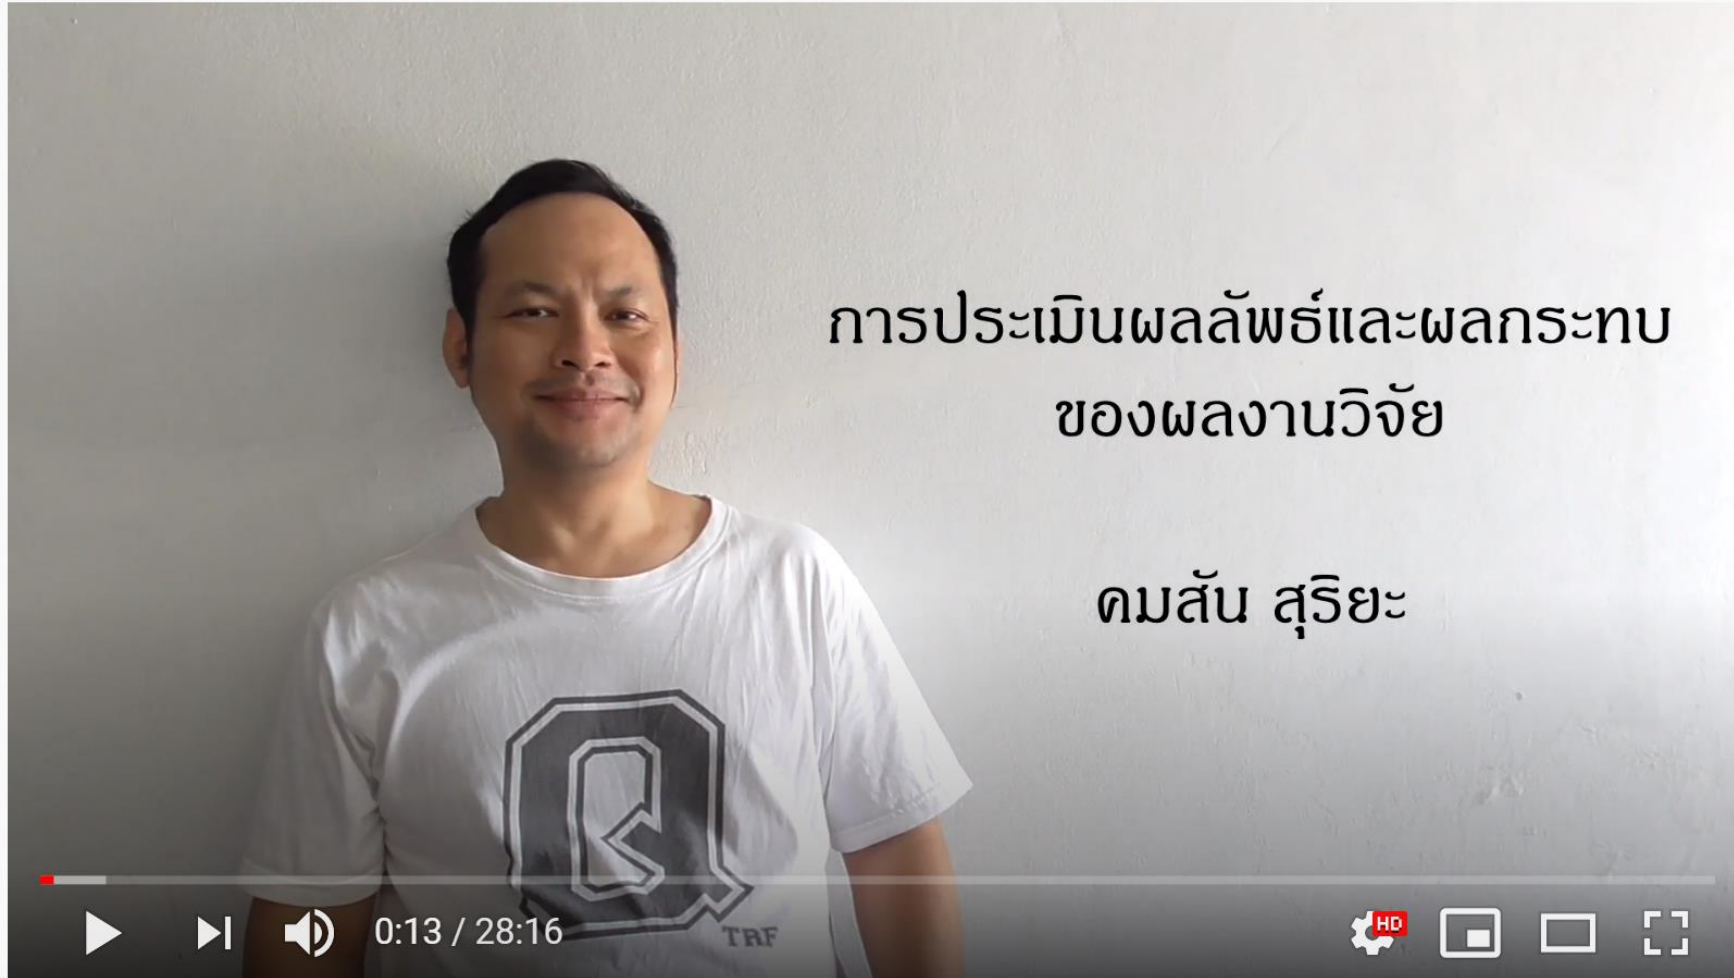 การประเมินผลลัพธ์และผลกระทบ
ของผลงานวิจัย
คมสัน สุริยะ
TRF
0:13 / 28:16
HD